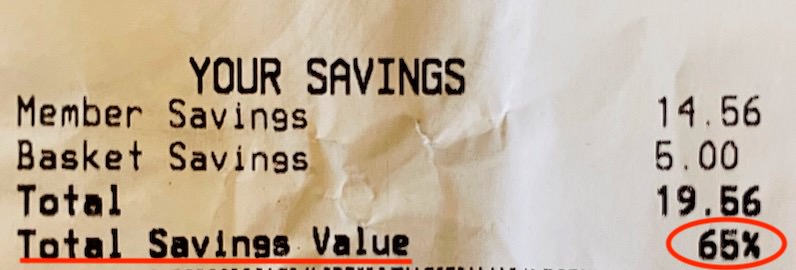 YOUR SAVINGS
Member Savings 14.56
Basket Savings 5.00
Total 19.56
Total Savings Value 65%